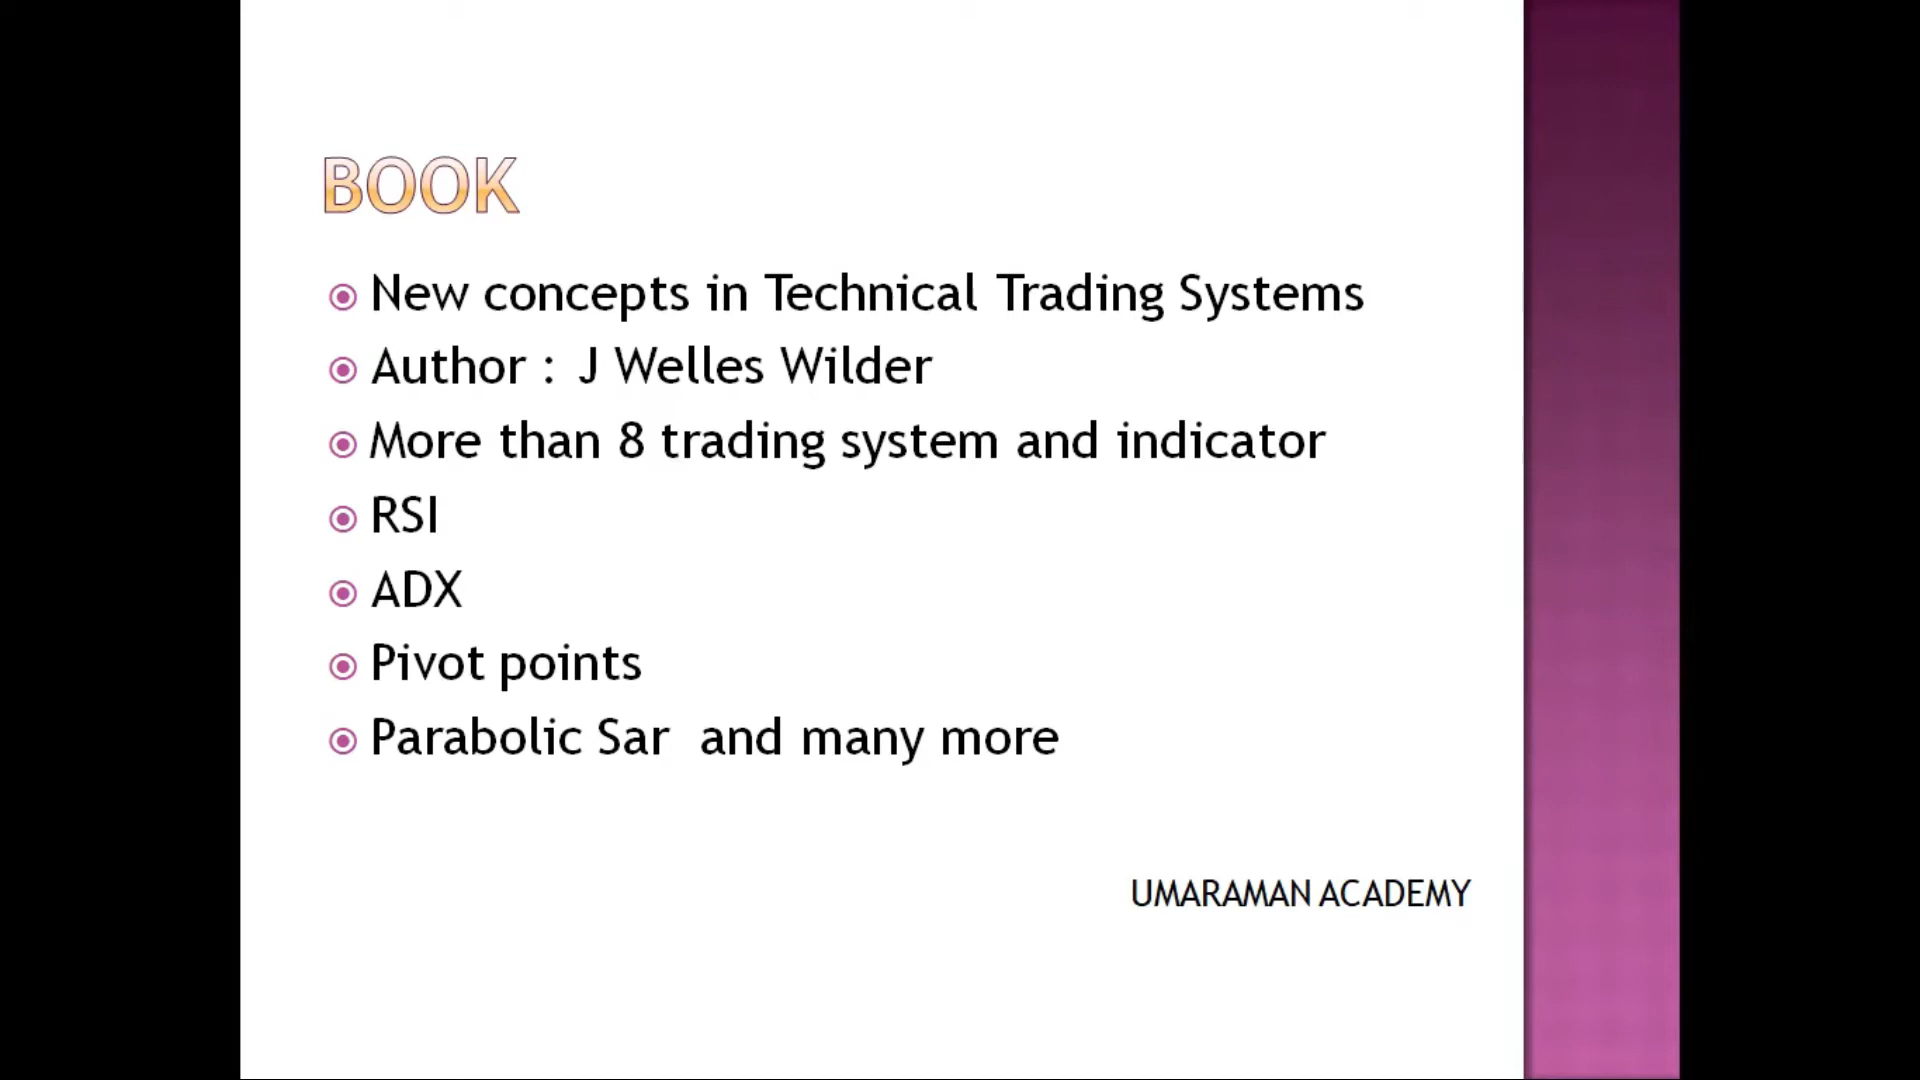 BOOK
New concepts in Technical Trading Systems
Author : J Welles Wilder
More than 8 trading system and indicator
RSI
ADX
Pivot points
Parabolic Sar  and many more
UMARAMAN ACADEMY